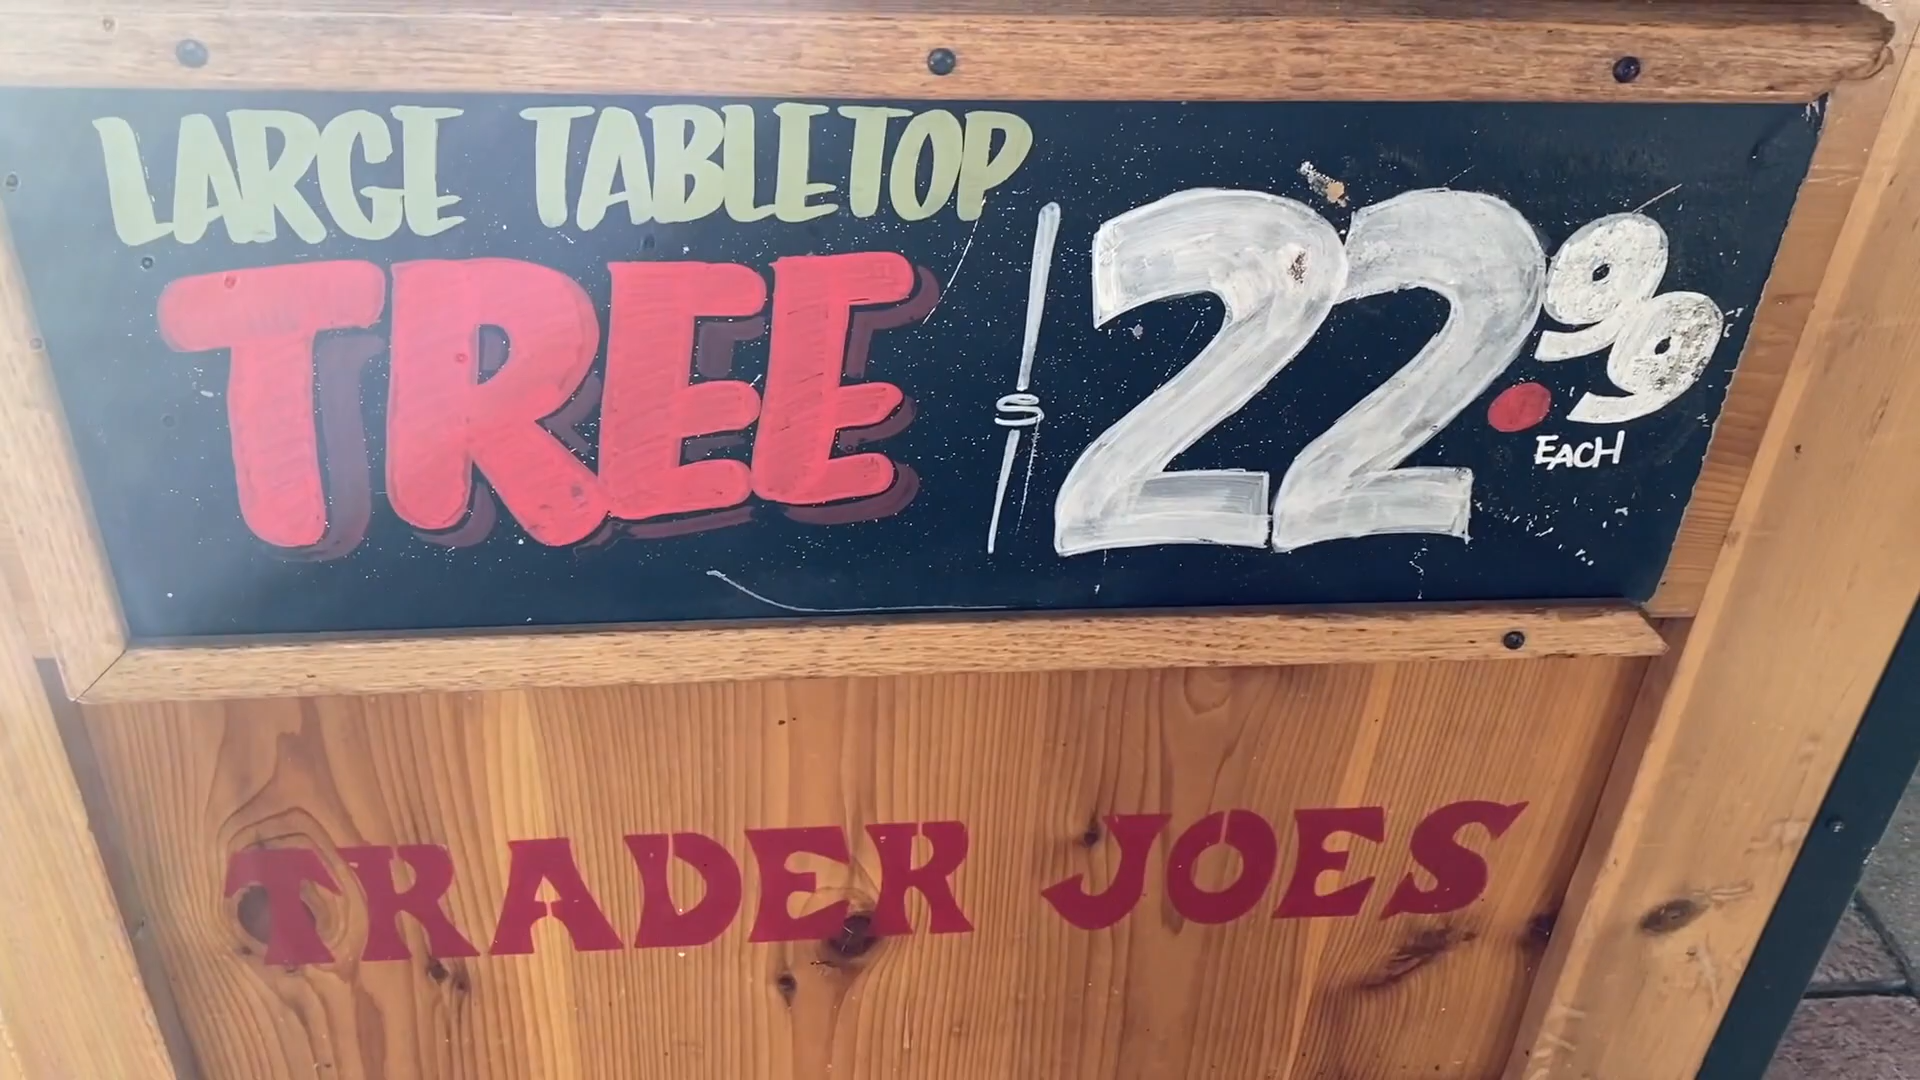 LARGE TABLETOP
TREE
$22.99
EACH
TRADER JOES